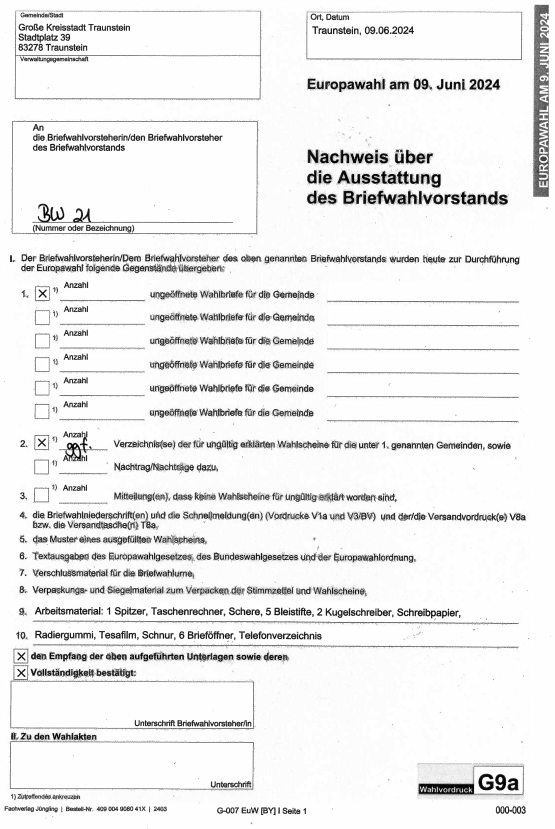 Gemeinde/Stadt
Große Kreisstadt Traunstein
Stadtplatz 39
83278 Traunstein
Verwaltungsgemeinschaft
Ort, Datum
Traunstein, 09.06.2024
EUROPAWAHL AM 9. JUNI 2024
Europawahl am 09. Juni 2024
An
die Briefwahlvorsteherin/den Briefwahlvorsteher
des Briefwahlvorstands
BW 21
(Nummer oder Bezeichnung)
Nachweis über
die Ausstattung
des Briefwahlvorstands
I. Der Briefwahlvorsteherin/Dem Briefwahlvorsteher des oben genannten Briefwahlvorstands wurden heute zur Durchführung
der Europawahl folgende Gegenstände übergeben:
1. X 1) Anzahl ungeöffnete Wahlbriefe für die Gemeinde
1) Anzahl ungeöffnete Wahlbriefe für die Gemeinde
1) Anzahl ungeöffnete Wahlbriefe für die Gemeinde
1) Anzahl ungeöffnete Wahlbriefe für die Gemeinde
1) Anzahl ungeöffnete Wahlbriefe für die Gemeinde
1) Anzahl ungeöffnete Wahlbriefe für die Gemeinde
2. X 1) Anzahl ggf. Verzeichnis(se) der für ungültig erklärten Wahlscheine für die unter 1. genannten Gemeinden, sowie
1) Anzahl Nachtrag/Nachträge dazu,
3. 1) Anzahl Mitteilung(en), dass keine Wahlscheine für ungültig erklärt worden sind,
4. die Briefwahlniederschrift(en) und die Schnellmeldung(en) (Vordrucke V1a und V3/BV) und der/die Versandvordruck(e) V8a
bzw. die Versandtasche(n) T8a,
5. das Muster eines ausgefüllten Wahlscheins,
6. Textausgaben des Europawahlgesetzes, des Bundeswahlgesetzes und der Europawahlordnung,
7. Verschlussmaterial für die Briefwahlurne,
8. Verpackungs- und Siegelmaterial zum Verpacken der Stimmzettel und Wahlscheine,
9. Arbeitsmaterial: 1 Spitzer, Taschenrechner, Schere, 5 Bleistifte, 2 Kugelschreiber, Schreibpapier,
10. Radiergummi, Tesafilm, Schnur, 6 Brieföffner, Telefonverzeichnis
X den Empfang der oben aufgeführten Unterlagen sowie deren
X Vollständigkeit bestätigt:
Unterschrift Briefwahlvorsteher/in
II. Zu den Wahlakten
Unterschrift
1) Zutreffendes ankreuzen
Fachverlag Jüngling | Bestell-Nr. 409 004 9080 41X | 2403
G-007 EuW [BY] I Seite 1
Wahlvordruck G9a
000-003